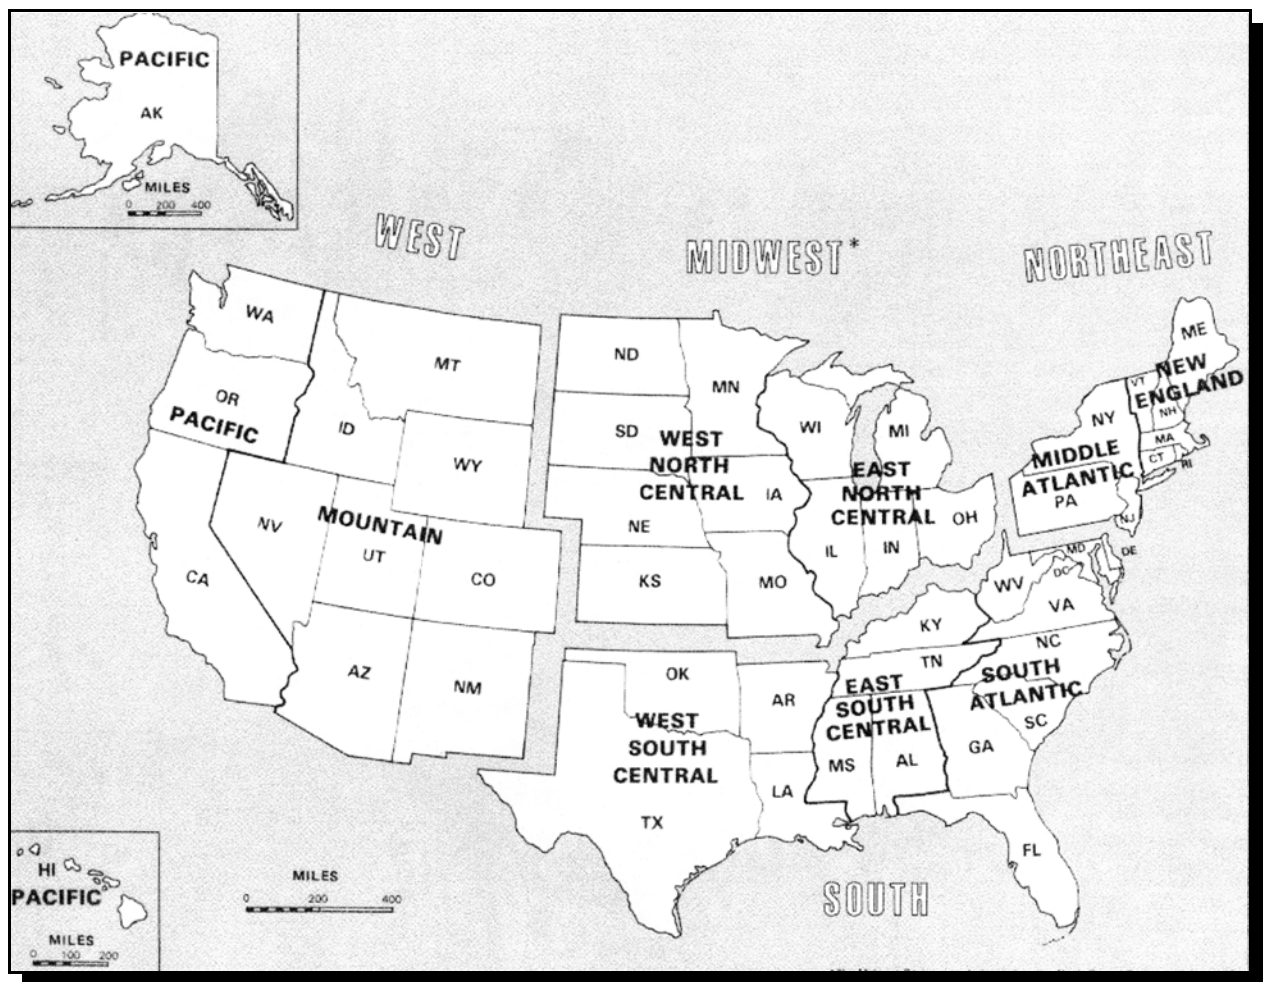 PACIFIC
AK
MILES
0 200 400
WEST
MIDWEST*
NORTHEAST
WA
OR
PACIFIC
CA
MT
ID
WY
NV
MOUNTAIN
UT
CO
AZ
NM
ND
MN
SD
WEST
NORTH
CENTRAL
IA
NE
KS
MO
WI
MI
EAST
NORTH
CENTRAL
IL
IN
OH
ME
VT
NEW
ENGLAND
NH
MA
CT
RI
NY
MIDDLE
ATLANTIC
PA
NJ
MD
DE
DC
WV
VA
KY
NC
TN
SOUTH
ATLANTIC
SC
GA
FL
EAST
SOUTH
CENTRAL
MS
AL
OK
AR
WEST
SOUTH
CENTRAL
LA
TX
SOUTH
MILES
0 200 400
HI
PACIFIC
MILES
0 100 200